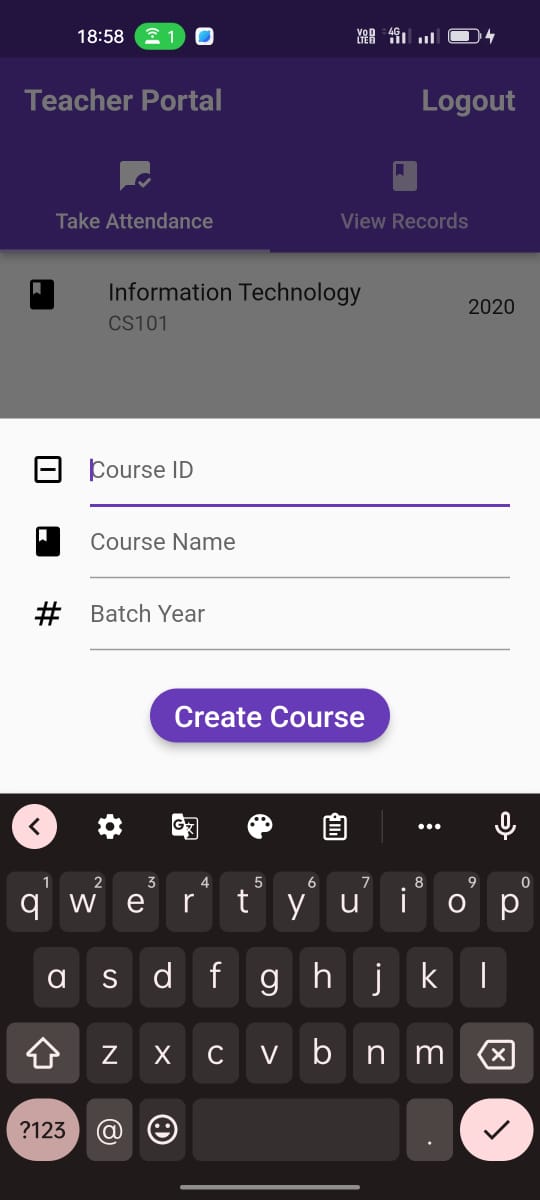 18:58 1 VoD LTED 4G
Teacher Portal Logout
Take Attendance View Records
Information Technology
CS101
2020
Course ID
Course Name
# Batch Year
Create Course
G
1 2 3 4 5 6 7 8 9 0
q w e r t y u i o p
a s d f g h j k l
z x c v b n m
?123 @ .